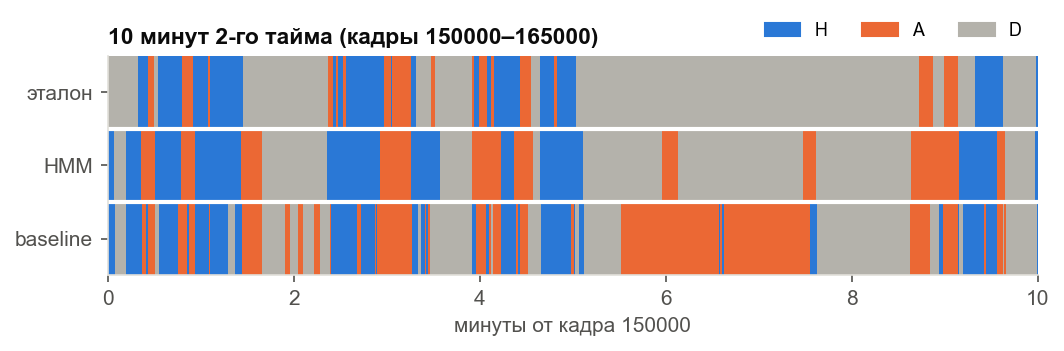 10 минут 2-го тайма (кадры 150000–165000)
H A D
эталон
HMM
baseline
0 2 4 6 8 10
минуты от кадра 150000